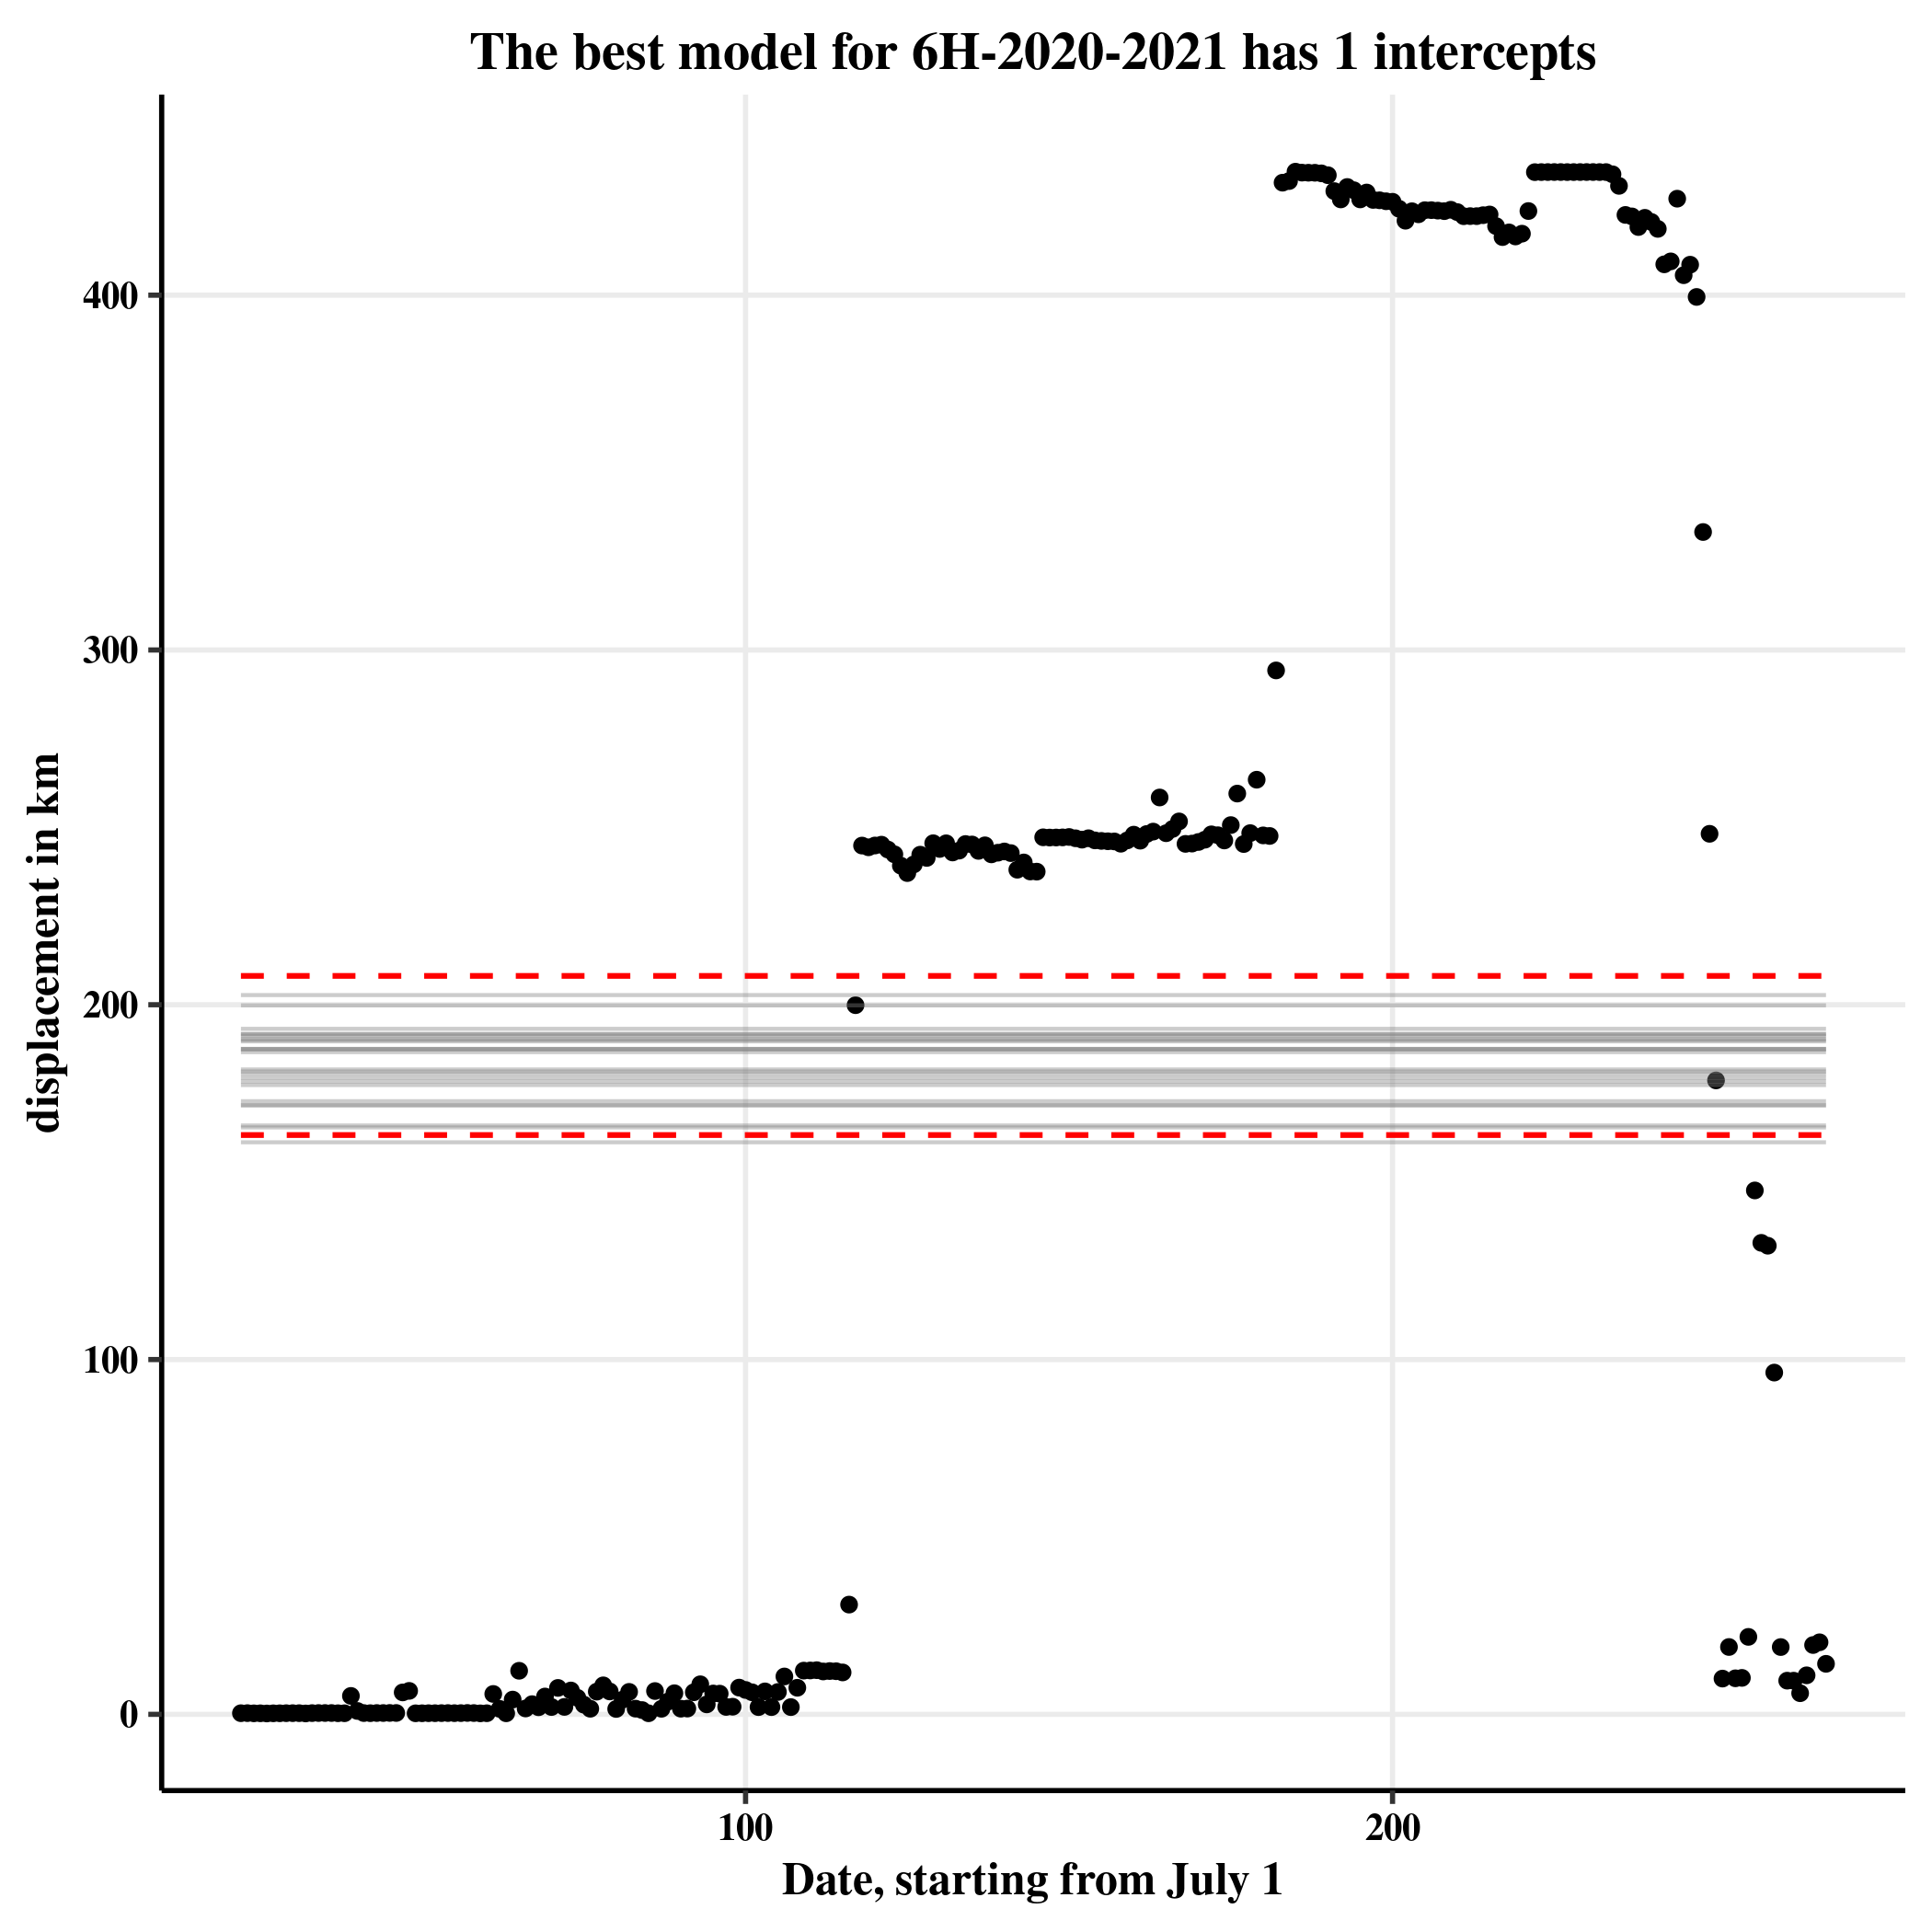 The best model for 6H-2020-2021 has 1 intercepts
displacement in km
400
300
200
100
0
100
200
Date, starting from July 1